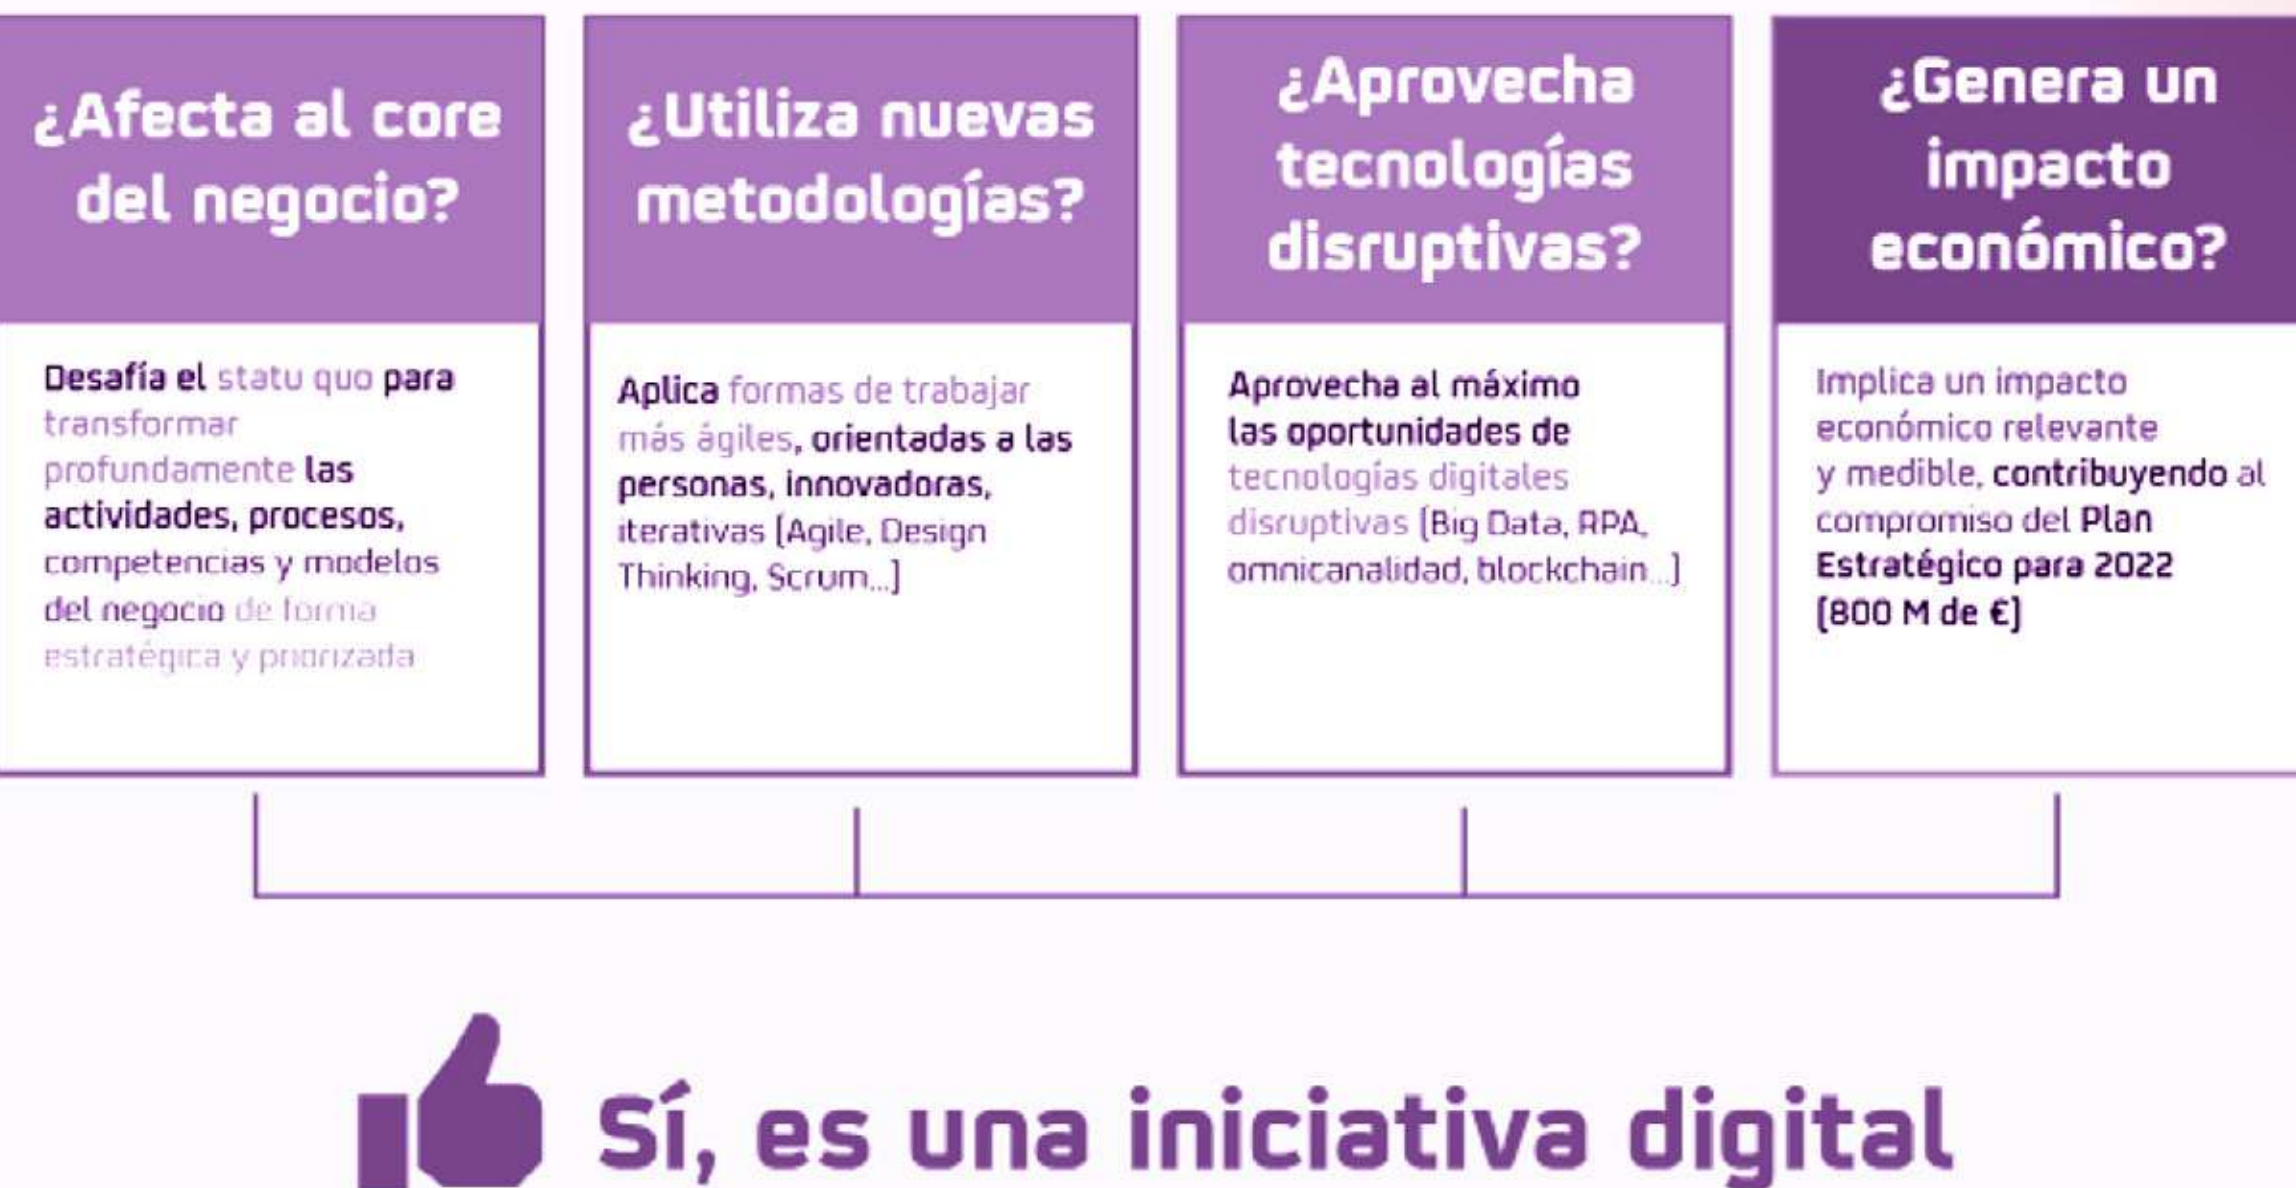 ¿Afecta al core
del negocio?
Desafía el statu quo para
transformar
profundamente las
actividades, procesos,
competencias y modelos
del negocio de forma
estratégica y priorizada
¿Utiliza nuevas
metodologías?
Aplica formas de trabajar
más ágiles, orientadas a las
personas, innovadoras,
iterativas [Agile, Design
Thinking, Scrum...]
¿Aprovecha
tecnologías
disruptivas?
Aprovecha al máximo
las oportunidades de
tecnologías digitales
disruptivas [Big Data, RPA,
omnicanalidad, blockchain...]
¿Genera un
impacto
económico?
Implica un impacto
económico relevante
y medible, contribuyendo al
compromiso del Plan
Estratégico para 2022
[800 M de €]
Sí, es una iniciativa digital